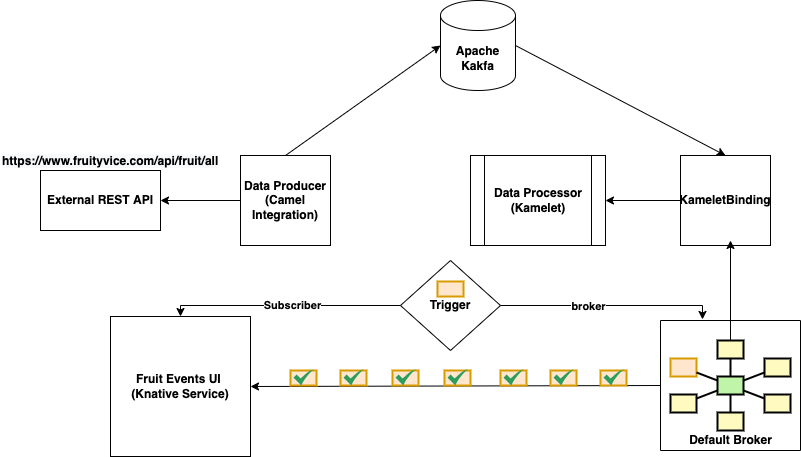 Apache
Kakfa
https://www.fruityvice.com/api/fruit/all
External REST API
Data Producer
(Camel
Integration)
Data Processor
(Kamelet)
KameletBinding
Trigger
Subscriber
broker
Fruit Events UI
(Knative Service)
Default Broker